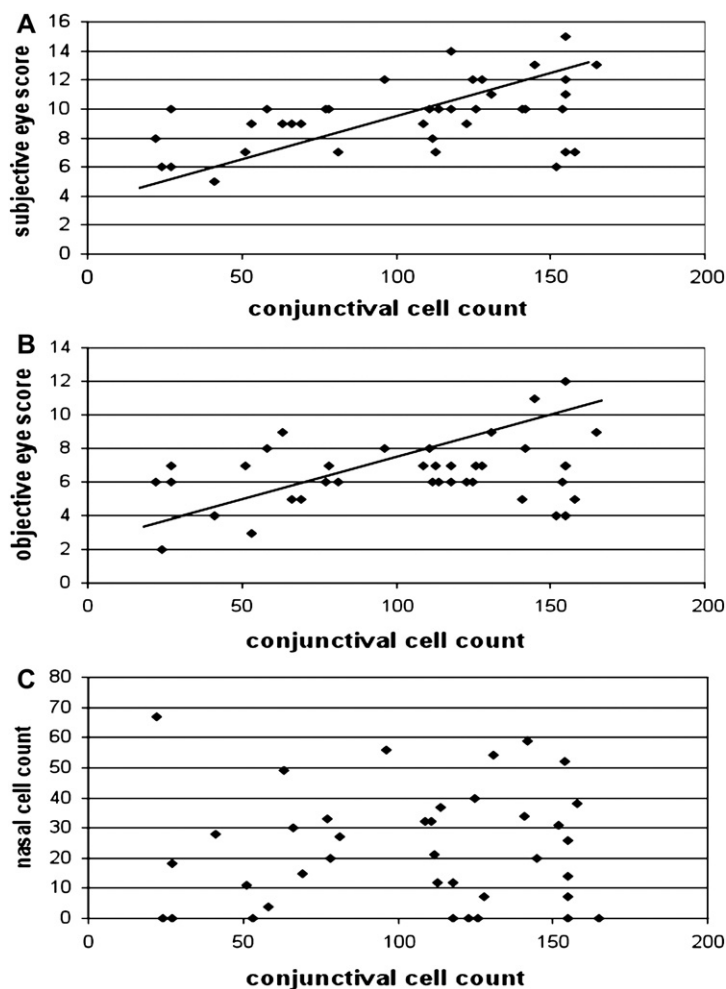 A
16
14
12
10
8
6
4
2
0
subjective eye score
0 50 100 150 200
conjunctival cell count
B
14
12
10
8
6
4
2
0
objective eye score
0 50 100 150 200
conjunctival cell count
C
80
70
60
50
40
30
20
10
0
nasal cell count
0 50 100 150 200
conjunctival cell count